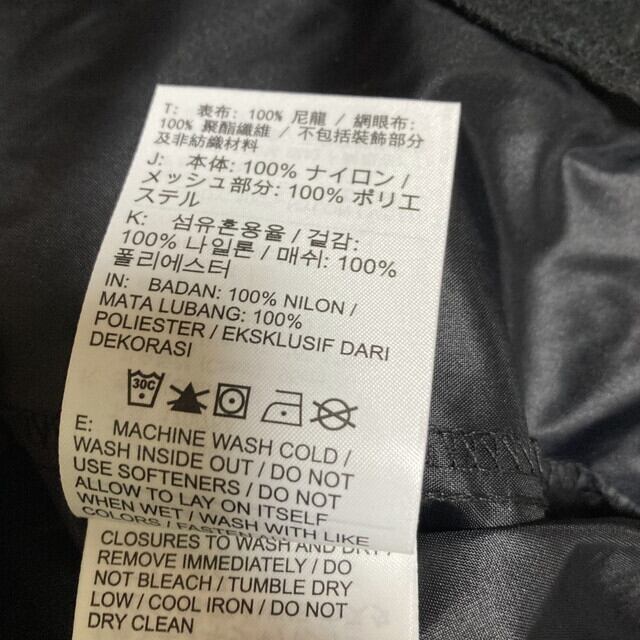 T: 表布: 100% 尼龍 / 網眼布:
100% 聚酯纖維 / 不包括裝飾部分
及非紡織材料
J: 本体: 100% ナイロン /
メッシュ部分: 100% ポリエ
ステル
K: 섬유혼용율 / 겉감:
100% 나일론 / 매쉬: 100%
폴리에스터
IN: BADAN: 100% NILON /
MATA LUBANG: 100%
POLIESTER / EKSKLUSIF DARI
DEKORASI
30C
E: MACHINE WASH COLD /
WASH INSIDE OUT / DO NOT
USE SOFTENERS / DO NOT
ALLOW TO LAY ON ITSELF
WHEN WET / WASH WITH LIKE
COLORS / FASTEN
CLOSURES TO WASH AND DRY /
REMOVE IMMEDIATELY / DO
NOT BLEACH / TUMBLE DRY
LOW / COOL IRON / DO NOT
DRY CLEAN